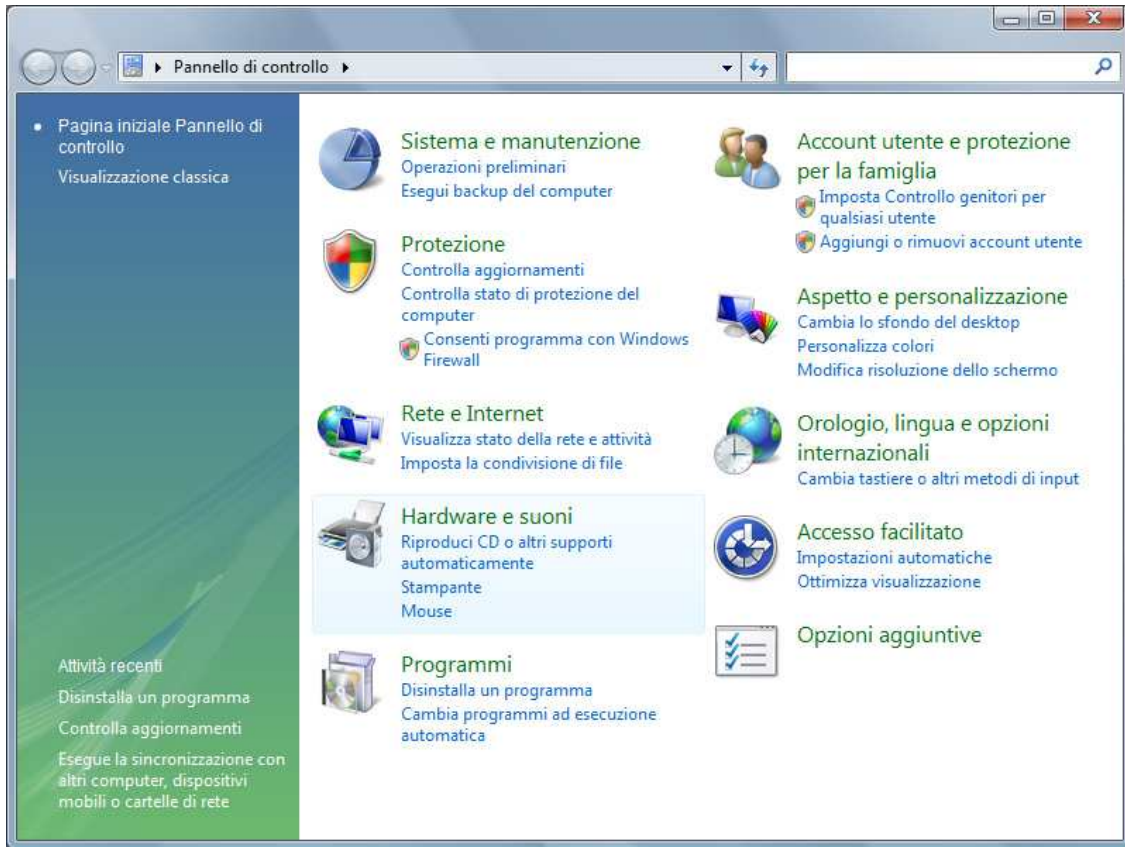 Pannello di controllo
Pagina iniziale Pannello di
controllo
Visualizzazione classica
Attività recenti
Disinstalla un programma
Controlla aggiornamenti
Esegue la sincronizzazione con
altri computer, dispositivi
mobili o cartelle di rete
Sistema e manutenzione
Operazioni preliminari
Esegui backup del computer
Protezione
Controlla aggiornamenti
Controlla stato di protezione del
computer
Consenti programma con Windows
Firewall
Rete e Internet
Visualizza stato della rete e attività
Imposta la condivisione di file
Hardware e suoni
Riproduci CD o altri supporti
automaticamente
Stampante
Mouse
Programmi
Disinstalla un programma
Cambia programmi ad esecuzione
automatica
Account utente e protezione
per la famiglia
Imposta Controllo genitori per
qualsiasi utente
Aggiungi o rimuovi account utente
Aspetto e personalizzazione
Cambia lo sfondo del desktop
Personalizza colori
Modifica risoluzione dello schermo
Orologio, lingua e opzioni
internazionali
Cambia tastiere o altri metodi di input
Accesso facilitato
Impostazioni automatiche
Ottimizza visualizzazione
Opzioni aggiuntive